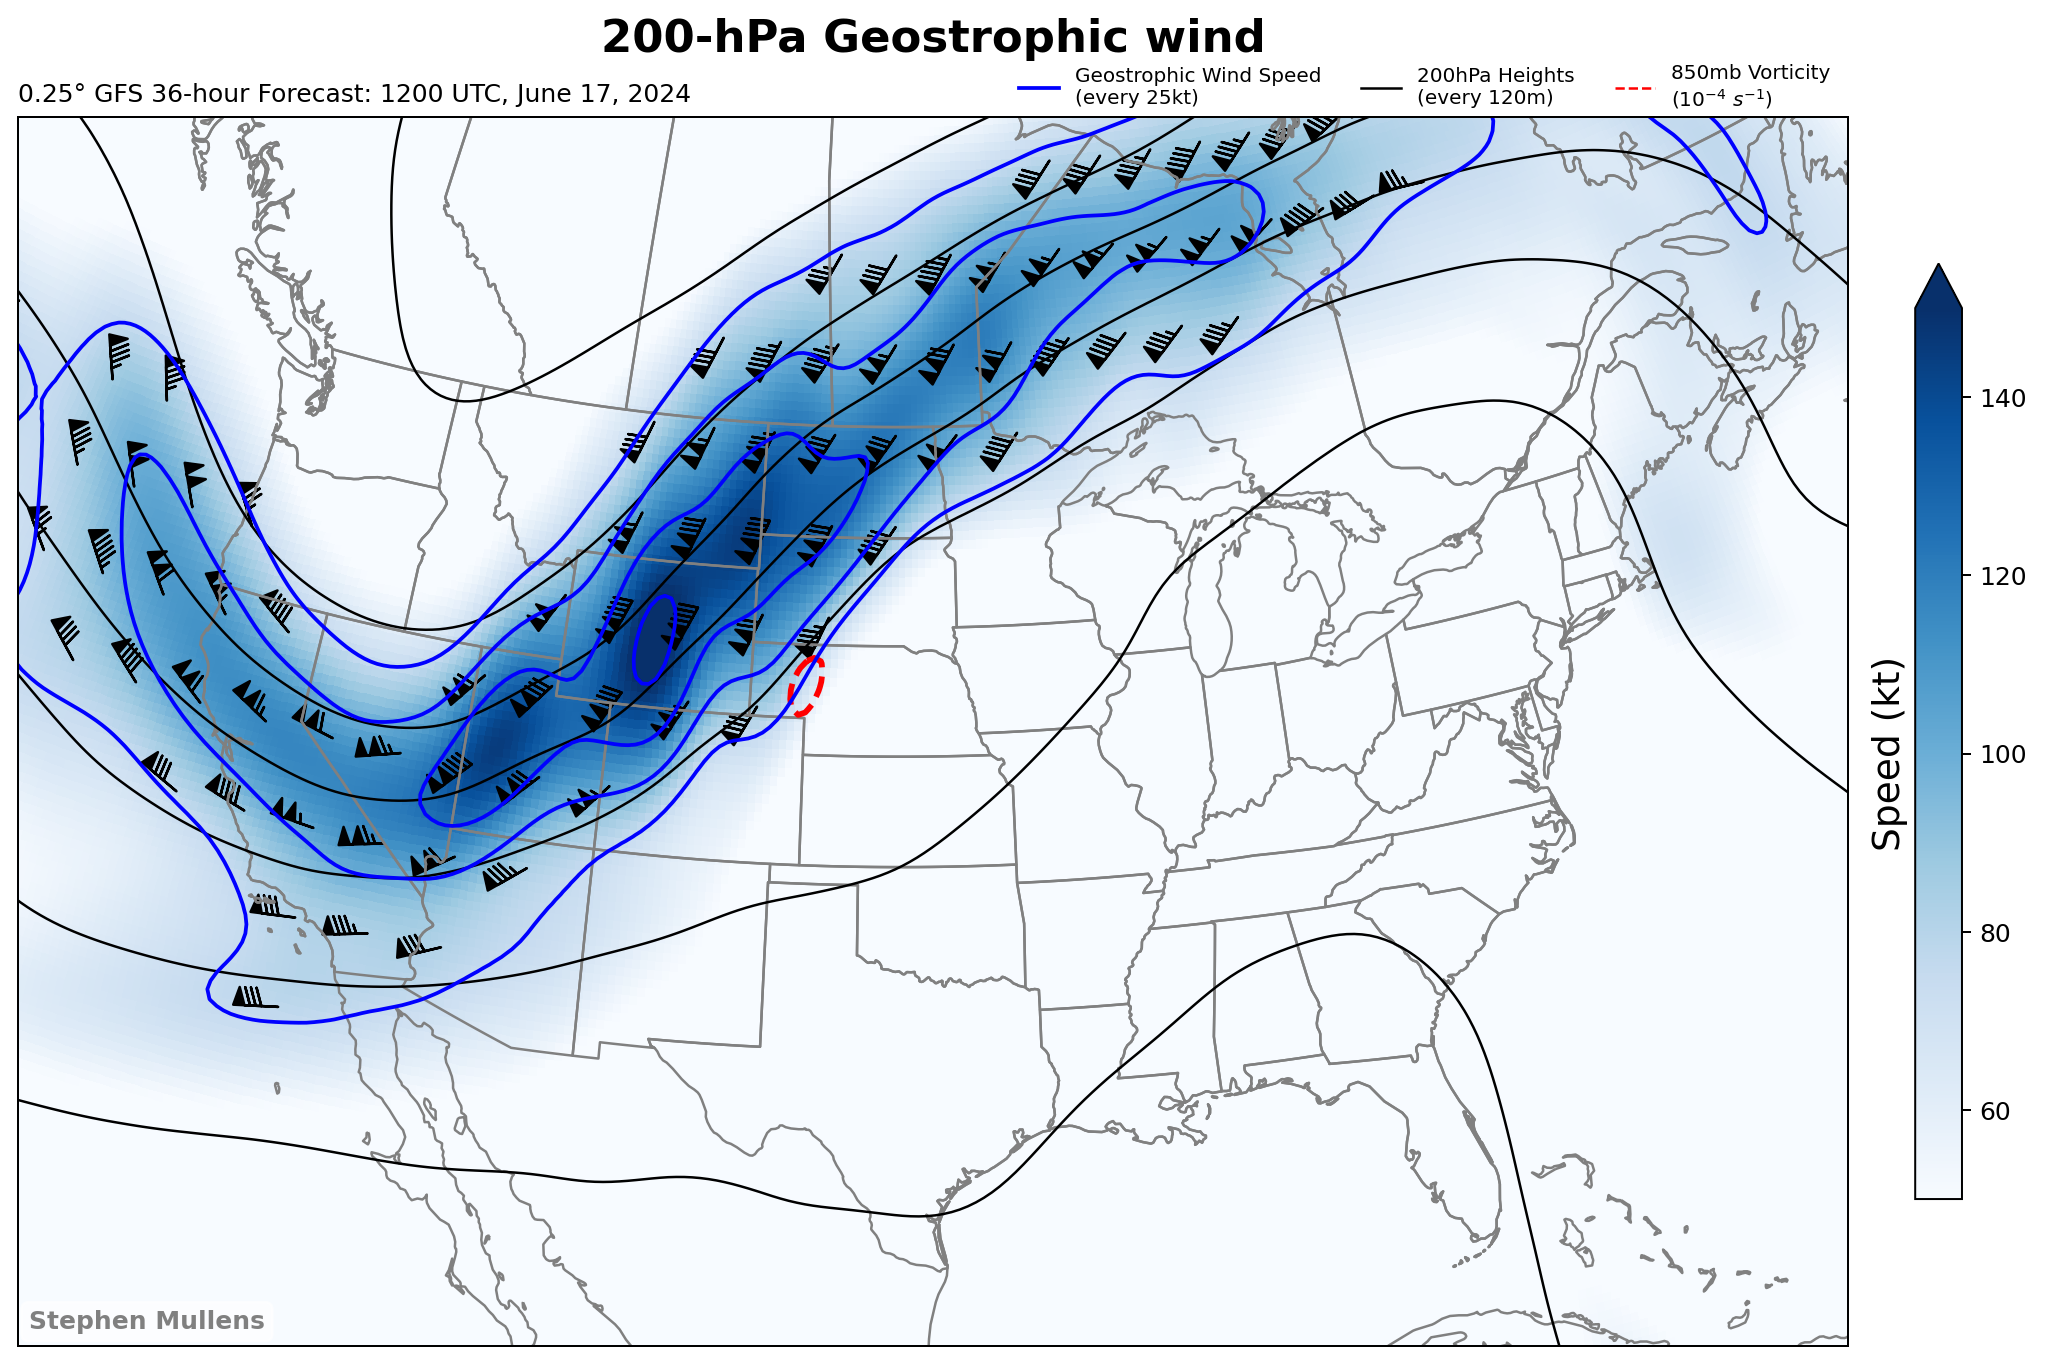 200-hPa Geostrophic wind
0.25° GFS 36-hour Forecast: 1200 UTC, June 17, 2024
Geostrophic Wind Speed
(every 25kt)
200hPa Heights
(every 120m)
850mb Vorticity
(10⁻⁴ s⁻¹)
140
120
100
80
60
Speed (kt)
Stephen Mullens